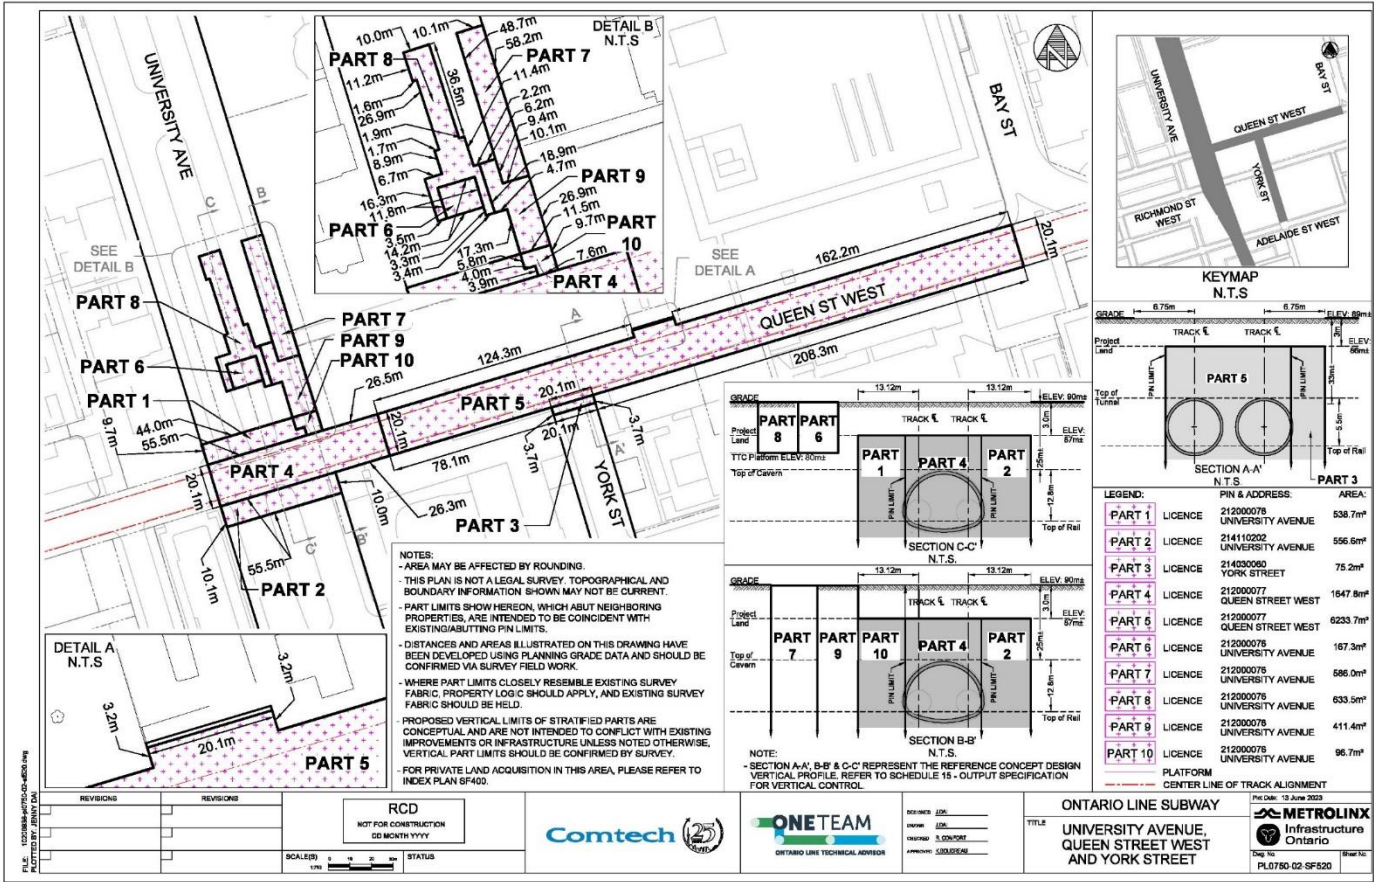 DETAIL B
N.T.S
10.0m
10.1m
48.7m
58.2m
PART 8
PART 7
11.2m
36.5m
11.4m
1.6m
2.2m
26.9m
6.2m
1.9m
9.4m
1.7m
10.1m
8.9m
18.9m
6.7m
4.7m
PART 9
16.3m
26.9m
11.8m
11.5m
PART 6
3.5m
9.7m
PART
10
14.2m
17.3m
3.3m
5.8m
7.6m
3.4m
4.0m
3.9m
PART 4
UNIVERSITY AVE
BAY ST
C
B
SEE
DETAIL B
SEE
DETAIL A
162.2m
20.1m
PART 8
PART 7
PART 9
PART 10
PART 6
PART 1
QUEEN ST WEST
A
124.3m
208.3m
26.5m
9.7m
44.0m
55.5m
PART 5
20.1m
20.1m
20.1m
3.7m
3.7m
PART 4
78.1m
A'
20.1m
YORK ST
26.3m
10.0m
PART 3
C'
B'
55.5m
10.1m
PART 2
DETAIL A
N.T.S
3.2m
3.2m
20.1m
PART 5
NOTES:
- AREA MAY BE AFFECTED BY ROUNDING.
- THIS PLAN IS NOT A LEGAL SURVEY. TOPOGRAPHICAL AND
BOUNDARY INFORMATION SHOWN MAY NOT BE CURRENT.
- PART LIMITS SHOW HEREON, WHICH ABUT NEIGHBORING
PROPERTIES, ARE INTENDED TO BE COINCIDENT WITH
EXISTING/ABUTTING PIN LIMITS.
- DISTANCES AND AREAS ILLUSTRATED ON THIS DRAWING HAVE
BEEN DEVELOPED USING PLANNING GRADE DATA AND SHOULD BE
CONFIRMED VIA SURVEY FIELD WORK.
- WHERE PART LIMITS CLOSELY RESEMBLE EXISTING SURVEY
FABRIC, PROPERTY LOGIC SHOULD APPLY, AND EXISTING SURVEY
FABRIC SHOULD BE HELD.
- PROPOSED VERTICAL LIMITS OF STRATIFIED PARTS ARE
CONCEPTUAL AND ARE NOT INTENDED TO CONFLICT WITH EXISTING
IMPROVEMENTS OR INFRASTRUCTURE UNLESS NOTED OTHERWISE,
VERTICAL PART LIMITS SHOULD BE CONFIRMED BY SURVEY.
- FOR PRIVATE LAND ACQUISITION IN THIS AREA, PLEASE REFER TO
INDEX PLAN SF400.
13.12m
13.12m
GRADE
ELEV: 90m±
TRACK ℄
TRACK ℄
3.0m
PART
8
PART
6
Project
Land
ELEV:
57m±
TTC Platform ELEV: 80m±
PART
1
PART 4
PART
2
25m±
Top of Cavern
PIN LIMIT
PIN LIMIT
12.8m
Top of Rail
SECTION C-C'
N.T.S.
13.12m
13.12m
GRADE
ELEV: 90m±
TRACK ℄ TRACK ℄
3.0m
Project
Land
ELEV:
57m±
PART
7
PART
9
PART
10
PART 4
PART
2
25m±
Top of
Cavern
PIN LIMIT
PIN LIMIT
12.8m
Top of Rail
SECTION B-B'
N.T.S.
NOTE:
- SECTION A-A', B-B' & C-C' REPRESENT THE REFERENCE CONCEPT DESIGN
VERTICAL PROFILE, REFER TO SCHEDULE 15 - OUTPUT SPECIFICATION
FOR VERTICAL CONTROL.
UNIVERSITY AVE
BAY ST
QUEEN ST WEST
YORK ST
RICHMOND ST
WEST
ADELAIDE ST WEST
KEYMAP
N.T.S
6.75m
6.75m
GRADE
ELEV: 89m±
TRACK ℄
TRACK ℄
3m
Project
Land
ELEV:
56m±
PIN LIMIT
PART 5
PIN LIMIT
33m±
Top of
Tunnel
5.5m
Top of Rail
SECTION A-A'
N.T.S.
PART 3
LEGEND: PIN & ADDRESS: AREA:
PART 1 LICENCE 212000076 UNIVERSITY AVENUE 538.7m²
PART 2 LICENCE 214110202 UNIVERSITY AVENUE 556.6m²
PART 3 LICENCE 214030060 YORK STREET 75.2m²
PART 4 LICENCE 212000077 QUEEN STREET WEST 1647.8m²
PART 5 LICENCE 212000077 QUEEN STREET WEST 6233.7m²
PART 6 LICENCE 212000076 UNIVERSITY AVENUE 167.3m²
PART 7 LICENCE 212000076 UNIVERSITY AVENUE 586.0m²
PART 8 LICENCE 212000076 UNIVERSITY AVENUE 633.5m²
PART 9 LICENCE 212000076 UNIVERSITY AVENUE 411.4m²
PART 10 LICENCE 212000076 UNIVERSITY AVENUE 96.7m²
PLATFORM
CENTER LINE OF TRACK ALIGNMENT
PLOTTED BY: JENNY DAI
REVISIONS
REVISIONS
RCD
NOT FOR CONSTRUCTION
DD MONTH YYYY
SCALE(S)
STATUS
Comtech
25
ONETEAM
ONTARIO LINE TECHNICAL ADVISOR
DESIGNED J.DAI
DRAWN J.DAI
CHECKED
APPROVED
ONTARIO LINE SUBWAY
TITLE
UNIVERSITY AVENUE,
QUEEN STREET WEST
AND YORK STREET
Plot Date: 13 June 2023
METROLINX
Infrastructure
Ontario
Dwg. No.
Sheet No.
PL0750-02-SF520